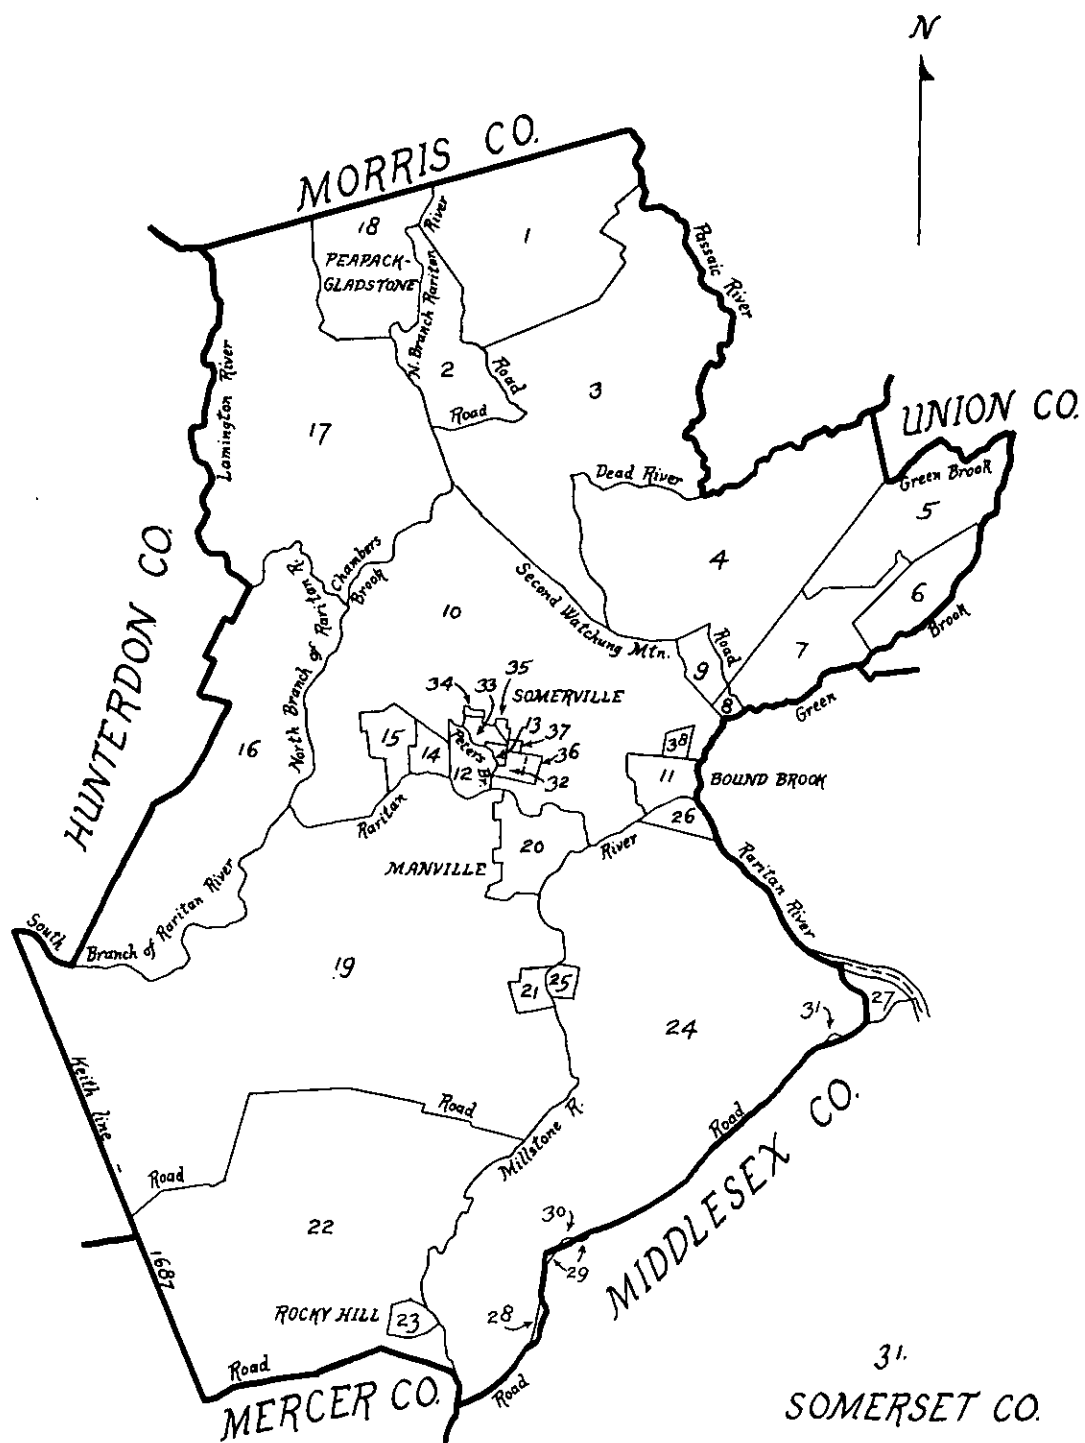 N
MORRIS CO.
18
PEAPACK-
GLADSTONE
N. Branch Raritan River
1
Passaic River
Lamington River
2
Road
Road
3
17
UNION CO.
Dead River
Green Brook
5
4
6
HUNTERDON CO.
Chambers
Brook
North Branch of Raritan R.
10
Second Watchung Mtn.
Road
9
7
8
Green Brook
16
34
33
35
SOMERVILLE
13
37
36
32
15
14
Peters Br.
12
38
11
BOUND BROOK
26
Raritan River
20
MANVILLE
Raritan River
South Branch of Raritan River
19
21
25
24
27
31
Keith line - 1687
Road
Road
Millstone R.
Road
MIDDLESEX CO.
22
30
29
28
ROCKY HILL
23
Road
Road
MERCER CO.
31.
SOMERSET CO.